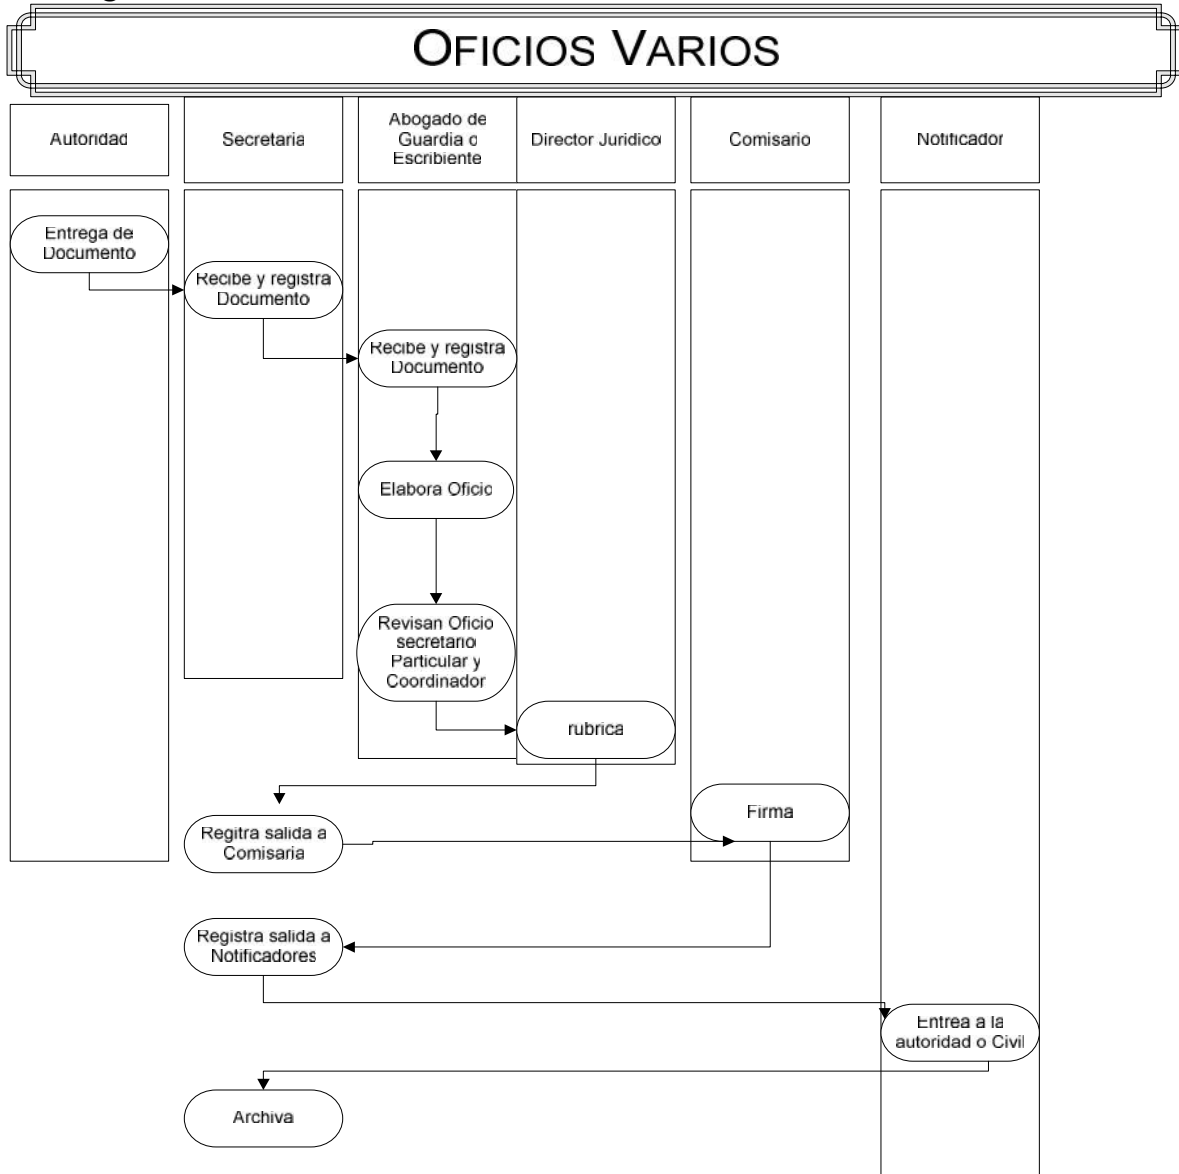 OFICIOS VARIOS
Autoridad
Secretaria
Abogado de
Guardia o
Escribiente
Director Juridico
Comisario
Notificador
Entrega de
Documento
Recibe y registra
Documento
Recibe y registra
Documento
Elabora Oficio
Revisan Oficio
secretario
Particular y
Coordinador
rubrica
Firma
Regitra salida a
Comisaria
Registra salida a
Notificadores
Entrea a la
autoridad o Civil
Archiva